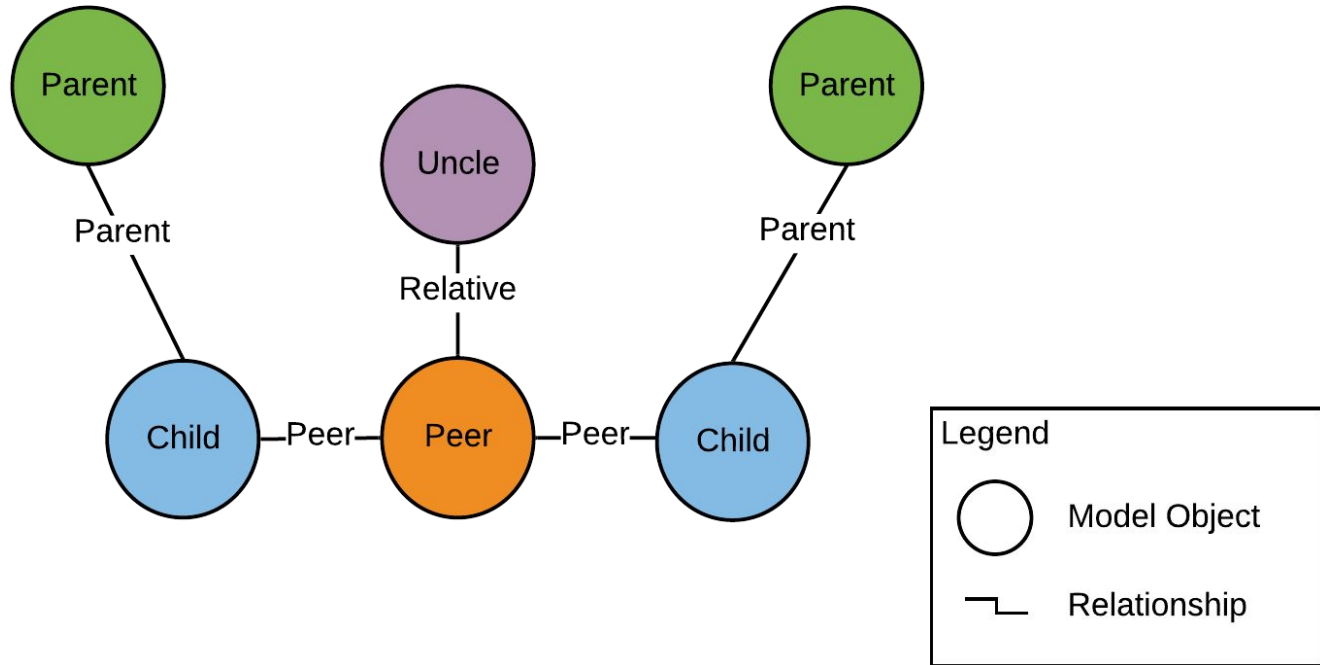 Parent
Parent
Uncle
Parent
Parent
Relative
Child
Peer
Peer
Peer
Child
Legend
Model Object
Relationship